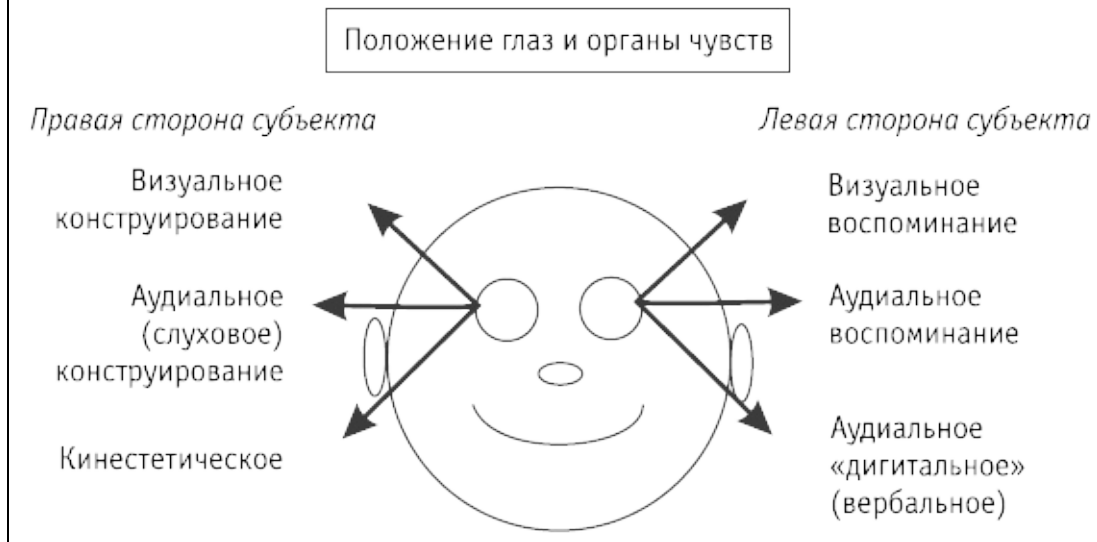 Положение глаз и органы чувств
Правая сторона субъекта
Левая сторона субъекта
Визуальное
конструирование
Аудиальное
(слуховое)
конструирование
Кинестетическое
Визуальное
воспоминание
Аудиальное
воспоминание
Аудиальное
«дигитальное»
(вербальное)